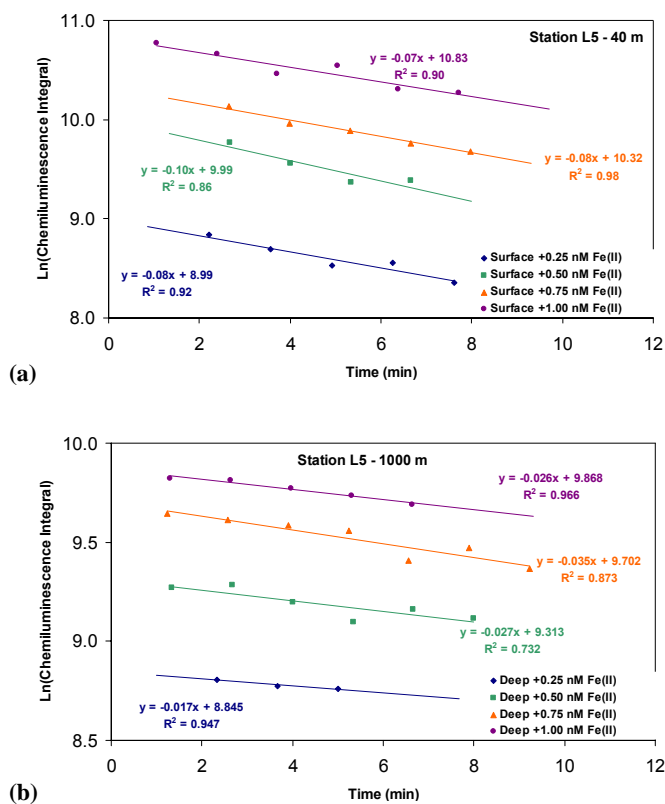 11.0
10.0
9.0
8.0
Ln(Chemiluminescence Integral)
Station L5 - 40 m
y = -0.07x + 10.83
R² = 0.90
y = -0.08x + 10.32
R² = 0.98
y = -0.10x + 9.99
R² = 0.86
y = -0.08x + 8.99
R² = 0.92
Surface +0.25 nM Fe(II)
Surface +0.50 nM Fe(II)
Surface +0.75 nM Fe(II)
Surface +1.00 nM Fe(II)
0 2 4 6 8 10 12
Time (min)
(a)
10.0
9.5
9.0
8.5
Ln(Chemiluminescence Integral)
Station L5 - 1000 m
y = -0.026x + 9.868
R² = 0.966
y = -0.035x + 9.702
R² = 0.873
y = -0.027x + 9.313
R² = 0.732
y = -0.017x + 8.845
R² = 0.947
Deep +0.25 nM Fe(II)
Deep +0.50 nM Fe(II)
Deep +0.75 nM Fe(II)
Deep +1.00 nM Fe(II)
0 2 4 6 8 10 12
Time (min)
(b)